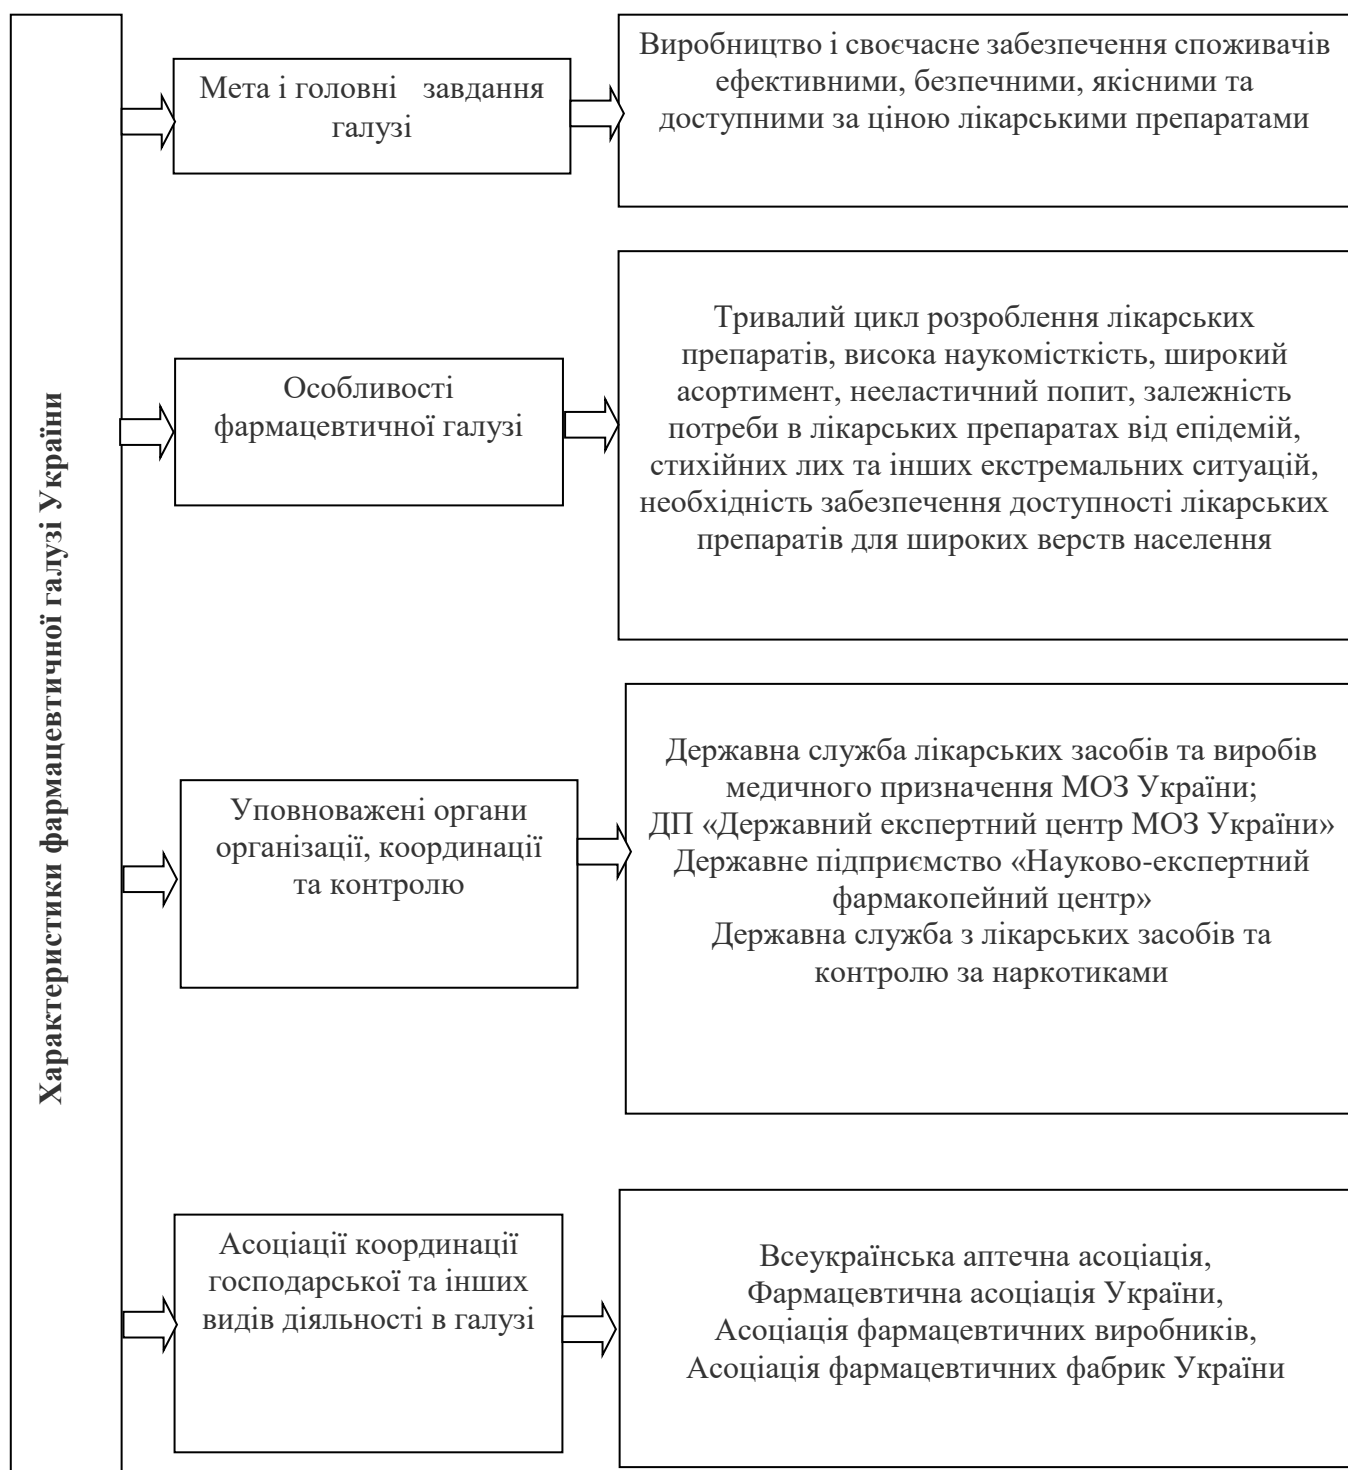 Характеристики фармацевтичної галузі України
Мета і головні завдання
галузі
Виробництво і своєчасне забезпечення споживачів
ефективними, безпечними, якісними та
доступними за ціною лікарськими препаратами
Особливості
фармацевтичної галузі
Тривалий цикл розроблення лікарських
препаратів, висока наукомісткість, широкий
асортимент, нееластичний попит, залежність
потреби в лікарських препаратах від епідемій,
стихійних лих та інших екстремальних ситуацій,
необхідність забезпечення доступності лікарських
препаратів для широких верств населення
Уповноважені органи
організації, координації
та контролю
Державна служба лікарських засобів та виробів
медичного призначення МОЗ України;
ДП «Державний експертний центр МОЗ України»
Державне підприємство «Науково-експертний
фармакопейний центр»
Державна служба з лікарських засобів та
контролю за наркотиками
Асоціації координації
господарської та інших
видів діяльності в галузі
Всеукраїнська аптечна асоціація,
Фармацевтична асоціація України,
Асоціація фармацевтичних виробників,
Асоціація фармацевтичних фабрик України